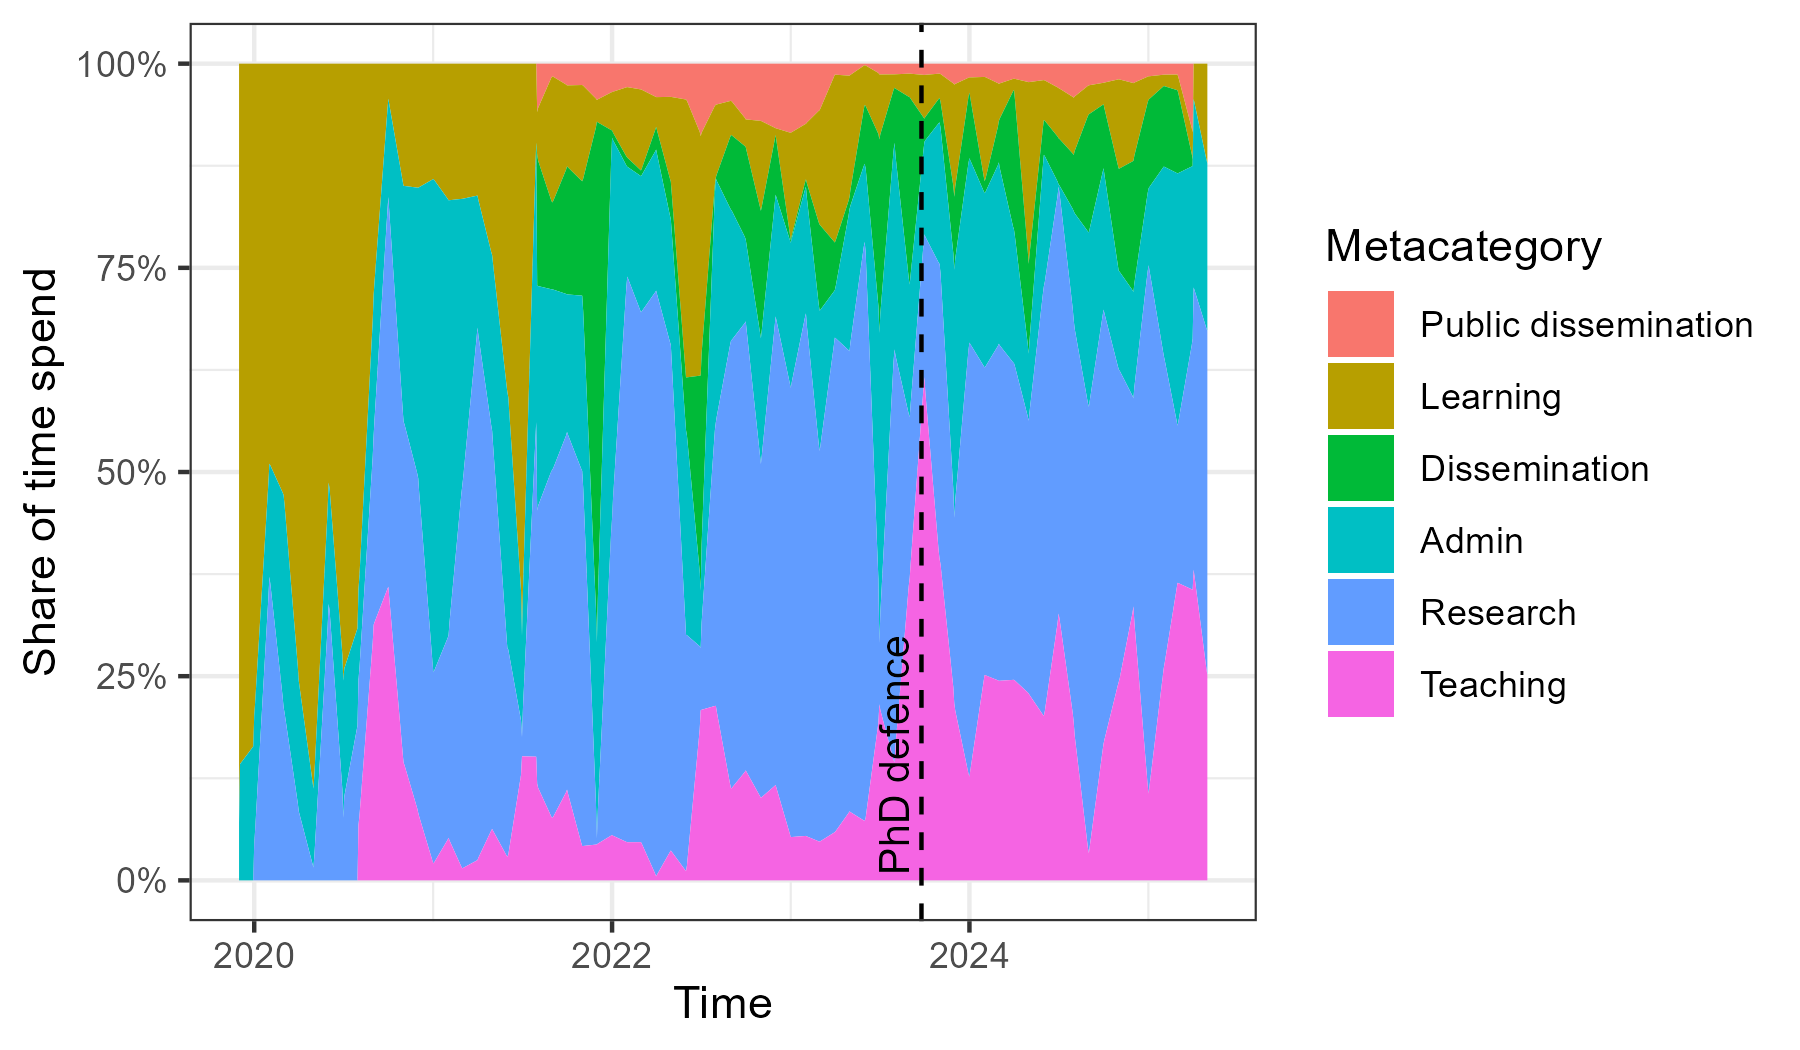 100%
75%
50%
25%
0%
Share of time spend
PhD defence
2020
2022
2024
Time
Metacategory
Public dissemination
Learning
Dissemination
Admin
Research
Teaching